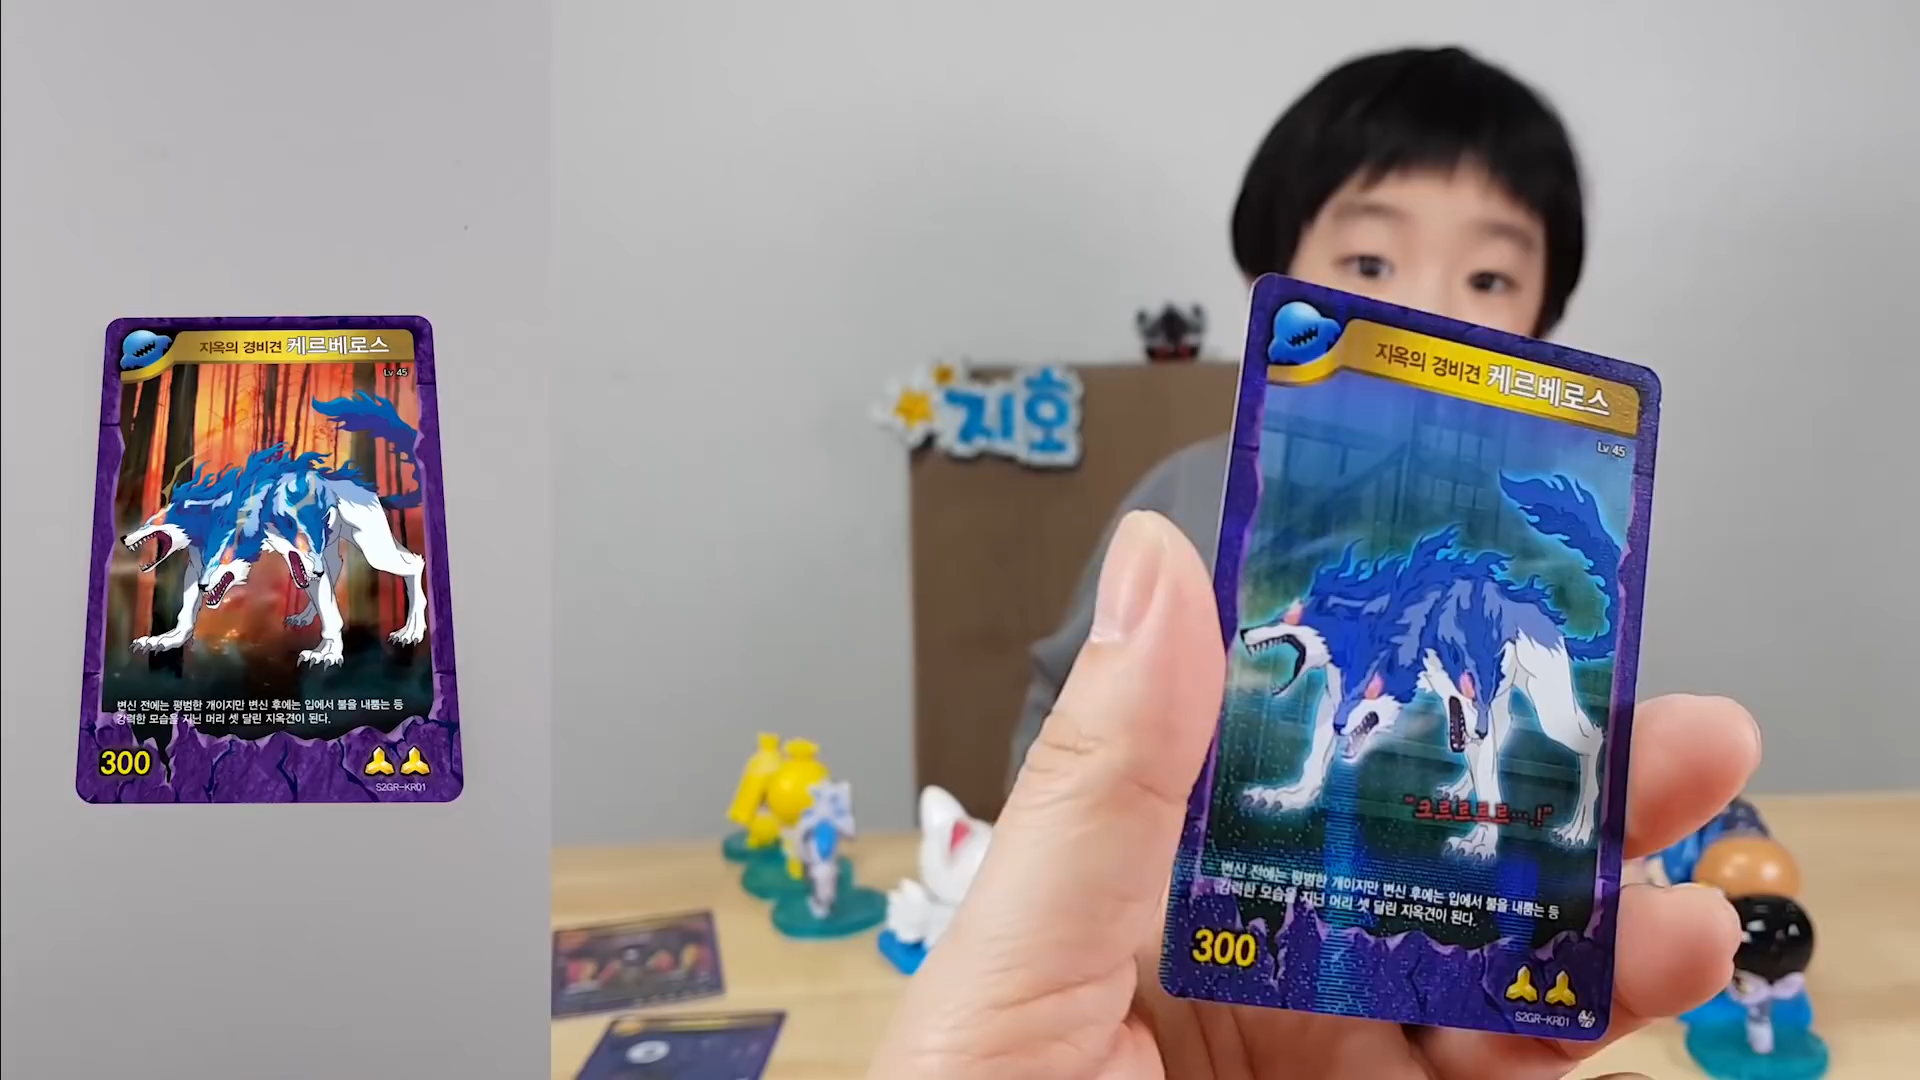 지옥의 경비견 케르베로스
Lv 45
변신 전에는 평범한 개이지만 변신 후에는 입에서 불을 내뿜는 등
강력한 모습을 지닌 머리 셋 달린 지옥견이 된다.
300
S2GR-KR01
지호
지옥의 경비견 케르베로스
Lv 45
"크르르르르…!"
변신 전에는 평범한 개이지만 변신 후에는 입에서 불을 내뿜는 등
강력한 모습을 지닌 머리 셋 달린 지옥견이 된다.
300
S2GR-KR01